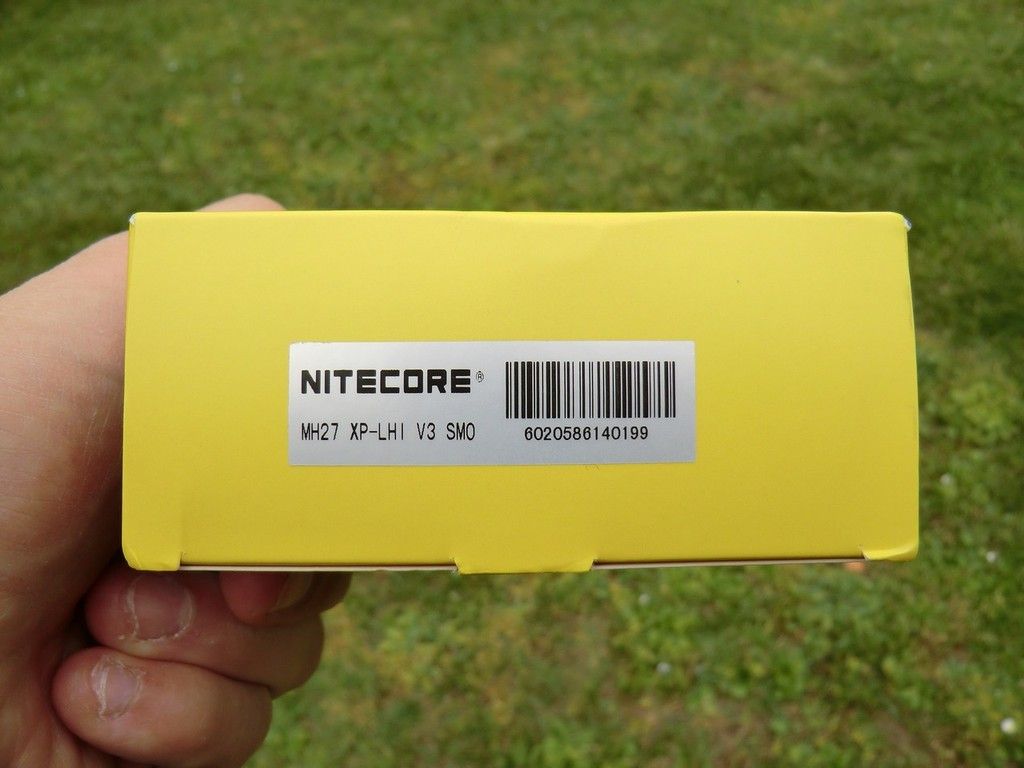 NITECORE®
MH27 XP-LHI V3 SMO
6020586140199